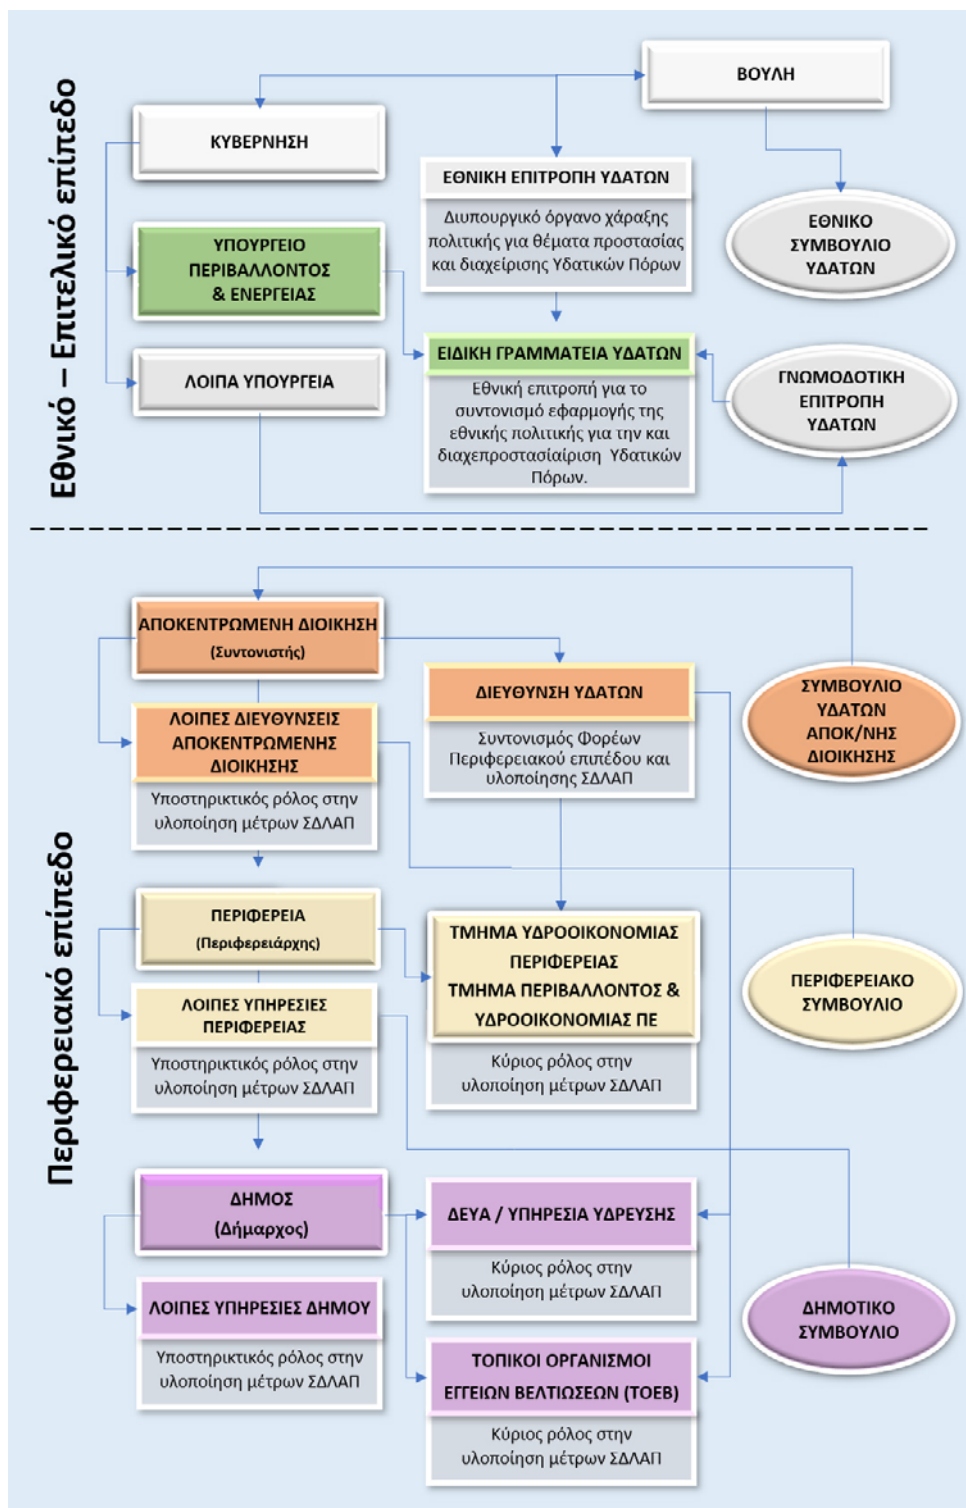 Εθνικό – Επιτελικό επίπεδο
ΒΟΥΛΗ
ΚΥΒΕΡΝΗΣΗ
ΕΘΝΙΚΗ ΕΠΙΤΡΟΠΗ ΥΔΑΤΩΝ
Διυπουργικό όργανο χάραξης
πολιτικής για θέματα προστασίας
και διαχείρισης Υδατικών Πόρων
ΕΘΝΙΚΟ
ΣΥΜΒΟΥΛΙΟ
ΥΔΑΤΩΝ
ΥΠΟΥΡΓΕΙΟ
ΠΕΡΙΒΑΛΛΟΝΤΟΣ
& ΕΝΕΡΓΕΙΑΣ
ΛΟΙΠΑ ΥΠΟΥΡΓΕΙΑ
ΕΙΔΙΚΗ ΓΡΑΜΜΑΤΕΙΑ ΥΔΑΤΩΝ
Εθνική επιτροπή για το
συντονισμό εφαρμογής της
εθνικής πολιτικής για την και
διαχεπροστασίαίριση Υδατικών
Πόρων.
ΓΝΩΜΟΔΟΤΙΚΗ
ΕΠΙΤΡΟΠΗ
ΥΔΑΤΩΝ
Περιφερειακό επίπεδο
ΑΠΟΚΕΝΤΡΩΜΕΝΗ ΔΙΟΙΚΗΣΗ
(Συντονιστής)
ΛΟΙΠΕΣ ΔΙΕΥΘΥΝΣΕΙΣ
ΑΠΟΚΕΝΤΡΩΜΕΝΗΣ
ΔΙΟΙΚΗΣΗΣ
Υποστηρικτικός ρόλος στην
υλοποίηση μέτρων ΣΔΛΑΠ
ΔΙΕΥΘΥΝΣΗ ΥΔΑΤΩΝ
Συντονισμός Φορέων
Περιφερειακού επιπέδου και
υλοποίησης ΣΔΛΑΠ
ΣΥΜΒΟΥΛΙΟ
ΥΔΑΤΩΝ
ΑΠΟΚ/ΝΗΣ
ΔΙΟΙΚΗΣΗΣ
ΠΕΡΙΦΕΡΕΙΑ
(Περιφερειάρχης)
ΛΟΙΠΕΣ ΥΠΗΡΕΣΙΕΣ
ΠΕΡΙΦΕΡΕΙΑΣ
Υποστηρικτικός ρόλος στην
υλοποίηση μέτρων ΣΔΛΑΠ
ΤΜΗΜΑ ΥΔΡΟΟΙΚΟΝΟΜΙΑΣ
ΠΕΡΙΦΕΡΕΙΑΣ
ΤΜΗΜΑ ΠΕΡΙΒΑΛΛΟΝΤΟΣ &
ΥΔΡΟΟΙΚΟΝΟΜΙΑΣ ΠΕ
Κύριος ρόλος στην
υλοποίηση μέτρων ΣΔΛΑΠ
ΠΕΡΙΦΕΡΕΙΑΚΟ
ΣΥΜΒΟΥΛΙΟ
ΔΗΜΟΣ
(Δήμαρχος)
ΛΟΙΠΕΣ ΥΠΗΡΕΣΙΕΣ ΔΗΜΟΥ
Υποστηρικτικός ρόλος στην
υλοποίηση μέτρων ΣΔΛΑΠ
ΔΕΥΑ / ΥΠΗΡΕΣΙΑ ΥΔΡΕΥΣΗΣ
Κύριος ρόλος στην
υλοποίηση μέτρων ΣΔΛΑΠ
ΤΟΠΙΚΟΙ ΟΡΓΑΝΙΣΜΟΙ
ΕΓΓΕΙΩΝ ΒΕΛΤΙΩΣΕΩΝ (ΤΟΕΒ)
Κύριος ρόλος στην
υλοποίηση μέτρων ΣΔΛΑΠ
ΔΗΜΟΤΙΚΟ
ΣΥΜΒΟΥΛΙΟ